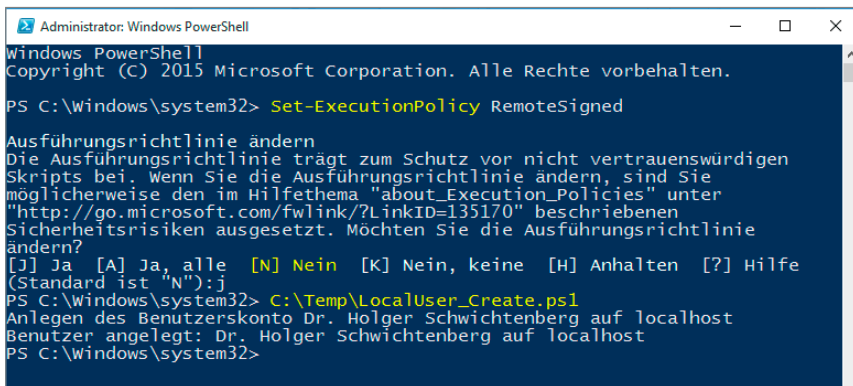 Administrator: Windows PowerShell
Windows PowerShell
Copyright (C) 2015 Microsoft Corporation. Alle Rechte vorbehalten.
PS C:\Windows\system32> Set-ExecutionPolicy RemoteSigned
Ausführungsrichtlinie ändern
Die Ausführungsrichtlinie trägt zum Schutz vor nicht vertrauenswürdigen
Skripts bei. Wenn Sie die Ausführungsrichtlinie ändern, sind Sie
möglicherweise den im Hilfethema "about_Execution_Policies" unter
"http://go.microsoft.com/fwlink/?LinkID=135170" beschriebenen
Sicherheitsrisiken ausgesetzt. Möchten Sie die Ausführungsrichtlinie
ändern?
[J] Ja  [A] Ja, alle  [N] Nein  [K] Nein, keine  [H] Anhalten  [?] Hilfe
(Standard ist "N"):j
PS C:\Windows\system32> C:\Temp\LocalUser_Create.ps1
Anlegen des Benutzerskonto Dr. Holger Schwichtenberg auf localhost
Benutzer angelegt: Dr. Holger Schwichtenberg auf localhost
PS C:\Windows\system32>